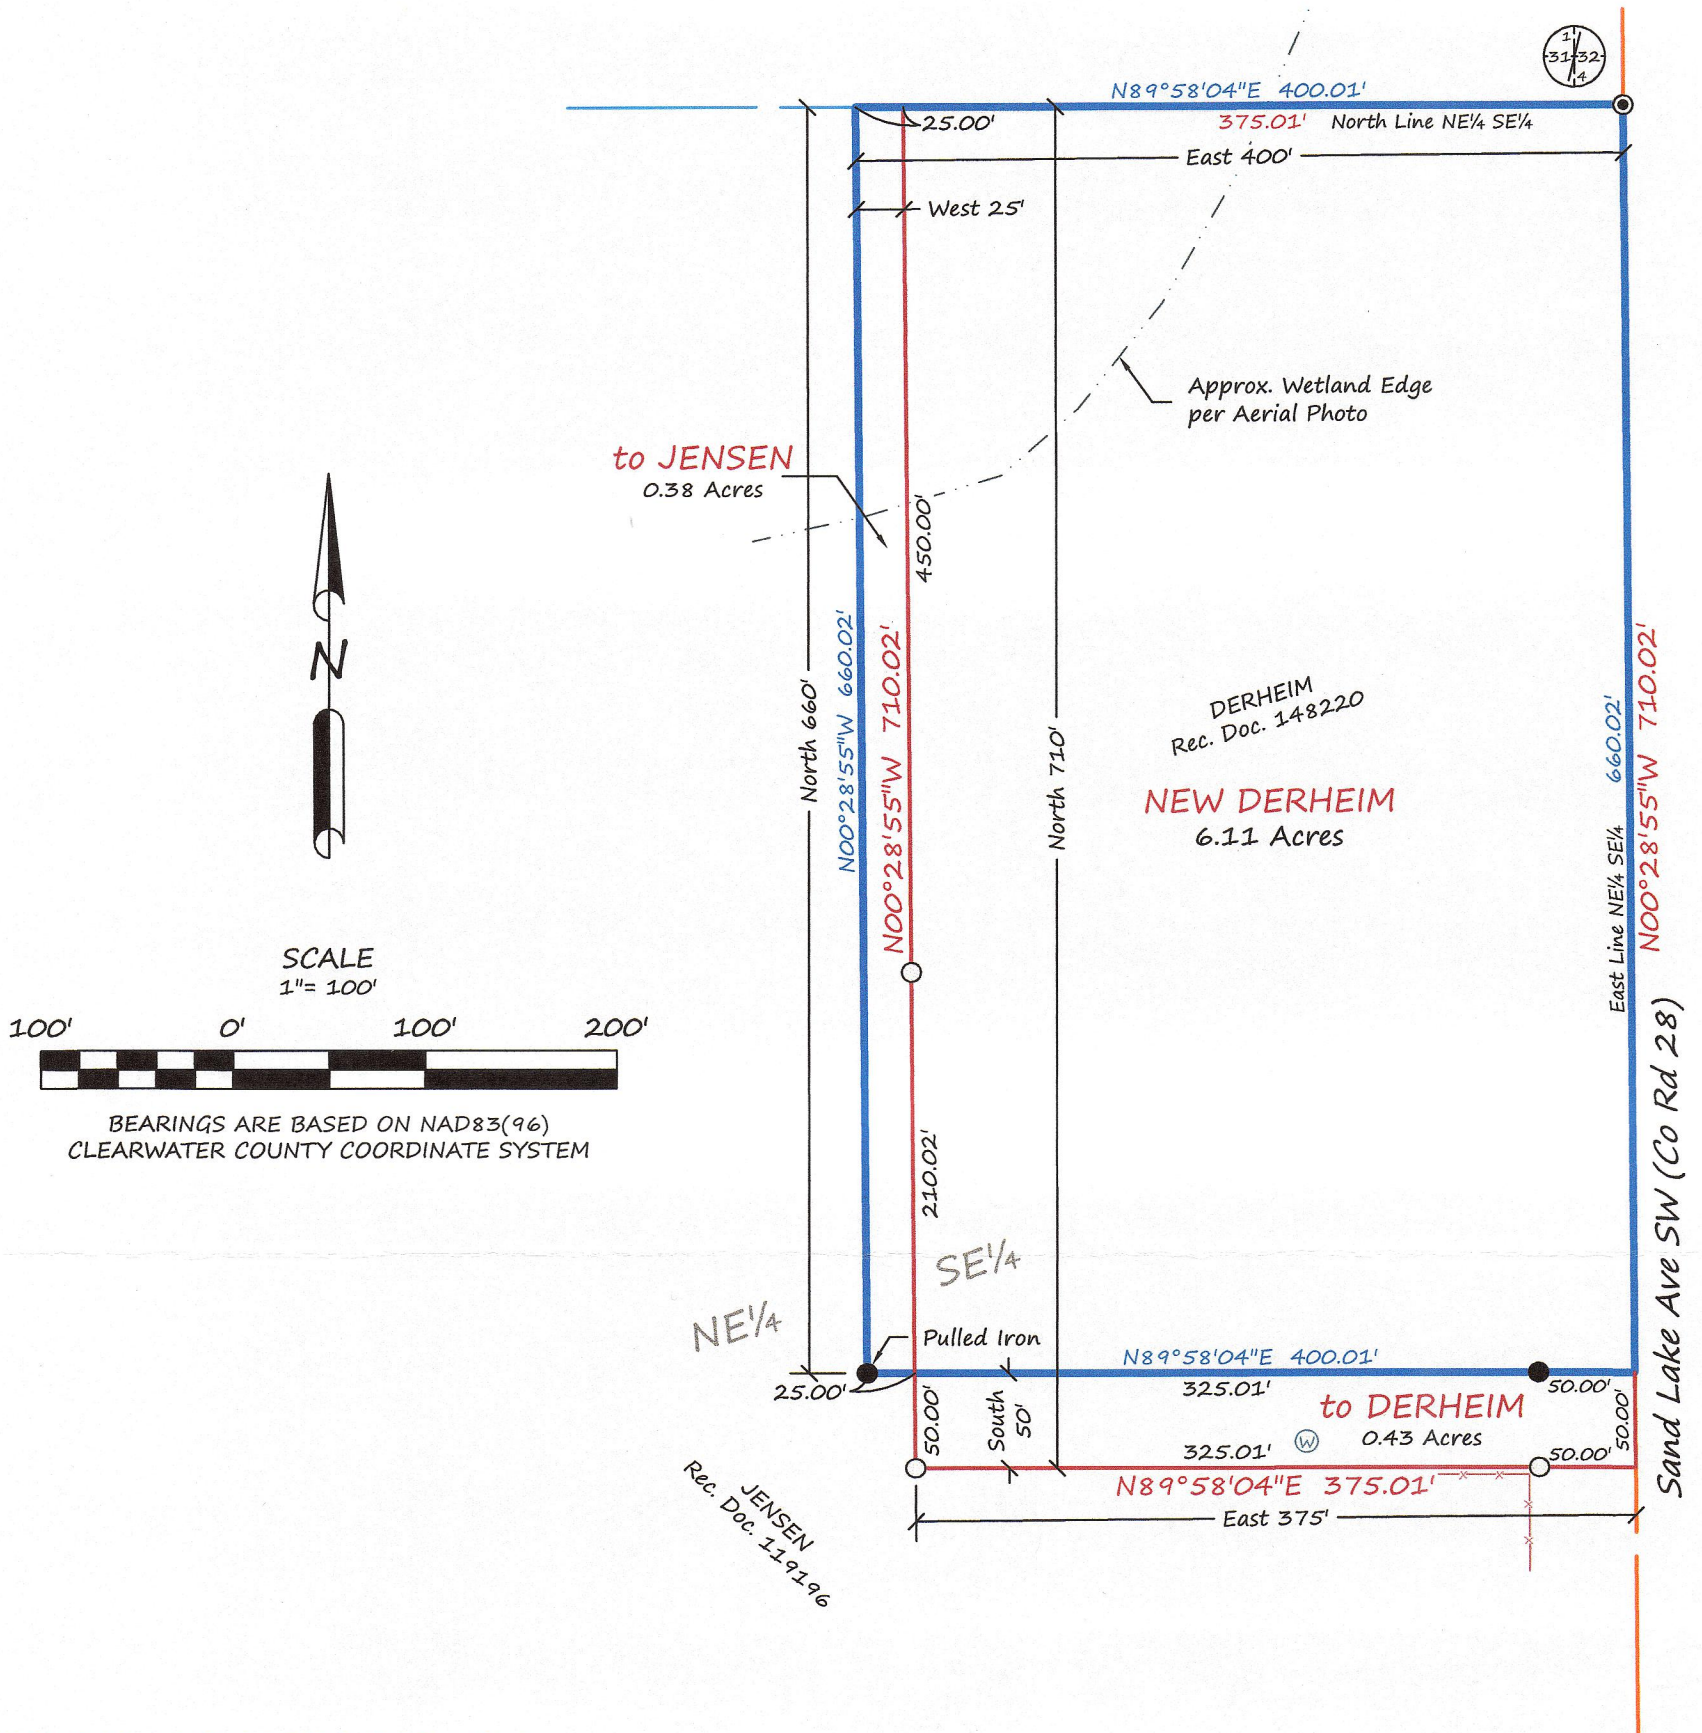 1
31 32
4
N89°58'04"E 400.01'
25.00'
375.01' North Line NE¼ SE¼
East 400'
West 25'
Approx. Wetland Edge
per Aerial Photo
to JENSEN
0.38 Acres
450.00'
North 660'
N00°28'55"W 660.02'
N00°28'55"W 710.02'
North 710'
DERHEIM
Rec. Doc. 148220
NEW DERHEIM
6.11 Acres
East Line NE¼ SE¼ 660.02'
N00°28'55"W 710.02'
N
SCALE
1"= 100'
100' 0' 100' 200'
BEARINGS ARE BASED ON NAD83(96)
CLEARWATER COUNTY COORDINATE SYSTEM
Sand Lake Ave SW (Co Rd 28)
210.02'
SE¼
NE¼
Pulled Iron
N89°58'04"E 400.01'
25.00'
325.01'
50.00'
50.00'
South
50'
to DERHEIM
0.43 Acres
50.00'
325.01'
W
50.00'
N89°58'04"E 375.01'
East 375'
JENSEN
Rec. Doc. 119196